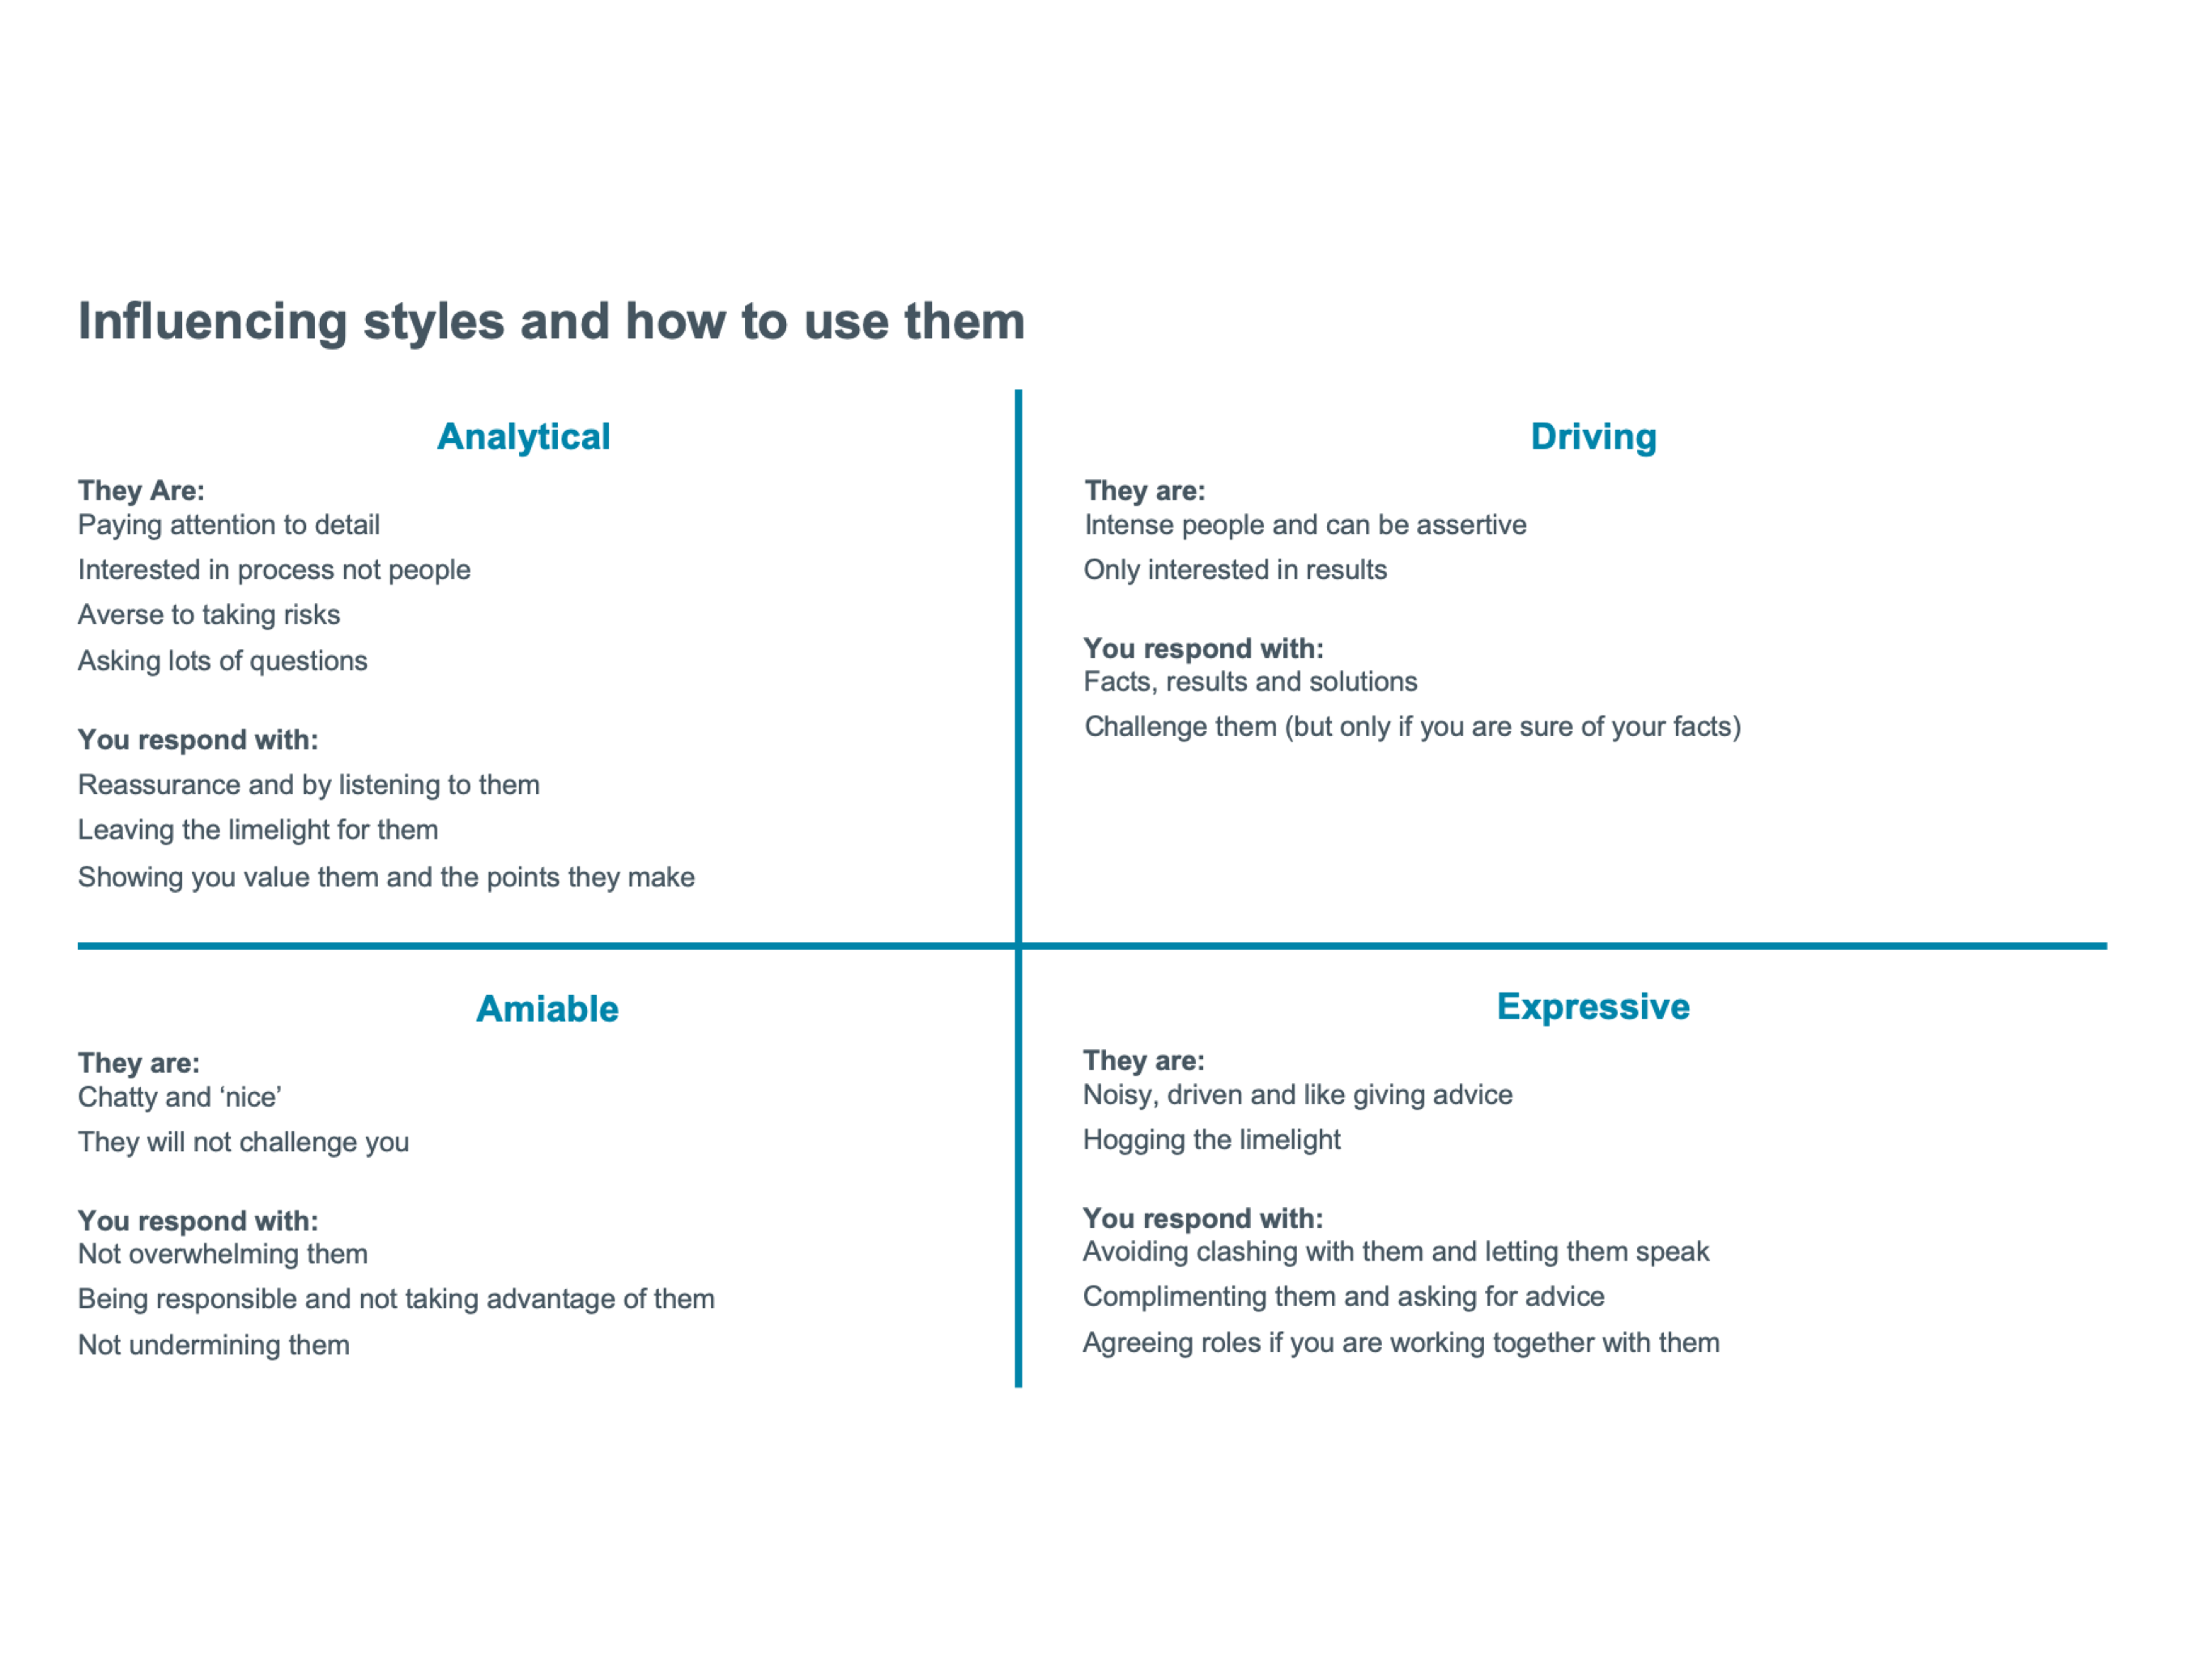 Influencing styles and how to use them
Analytical
They Are:
Paying attention to detail
Interested in process not people
Averse to taking risks
Asking lots of questions
You respond with:
Reassurance and by listening to them
Leaving the limelight for them
Showing you value them and the points they make
Driving
They are:
Intense people and can be assertive
Only interested in results
You respond with:
Facts, results and solutions
Challenge them (but only if you are sure of your facts)
Amiable
They are:
Chatty and ‘nice’
They will not challenge you
You respond with:
Not overwhelming them
Being responsible and not taking advantage of them
Not undermining them
Expressive
They are:
Noisy, driven and like giving advice
Hogging the limelight
You respond with:
Avoiding clashing with them and letting them speak
Complimenting them and asking for advice
Agreeing roles if you are working together with them